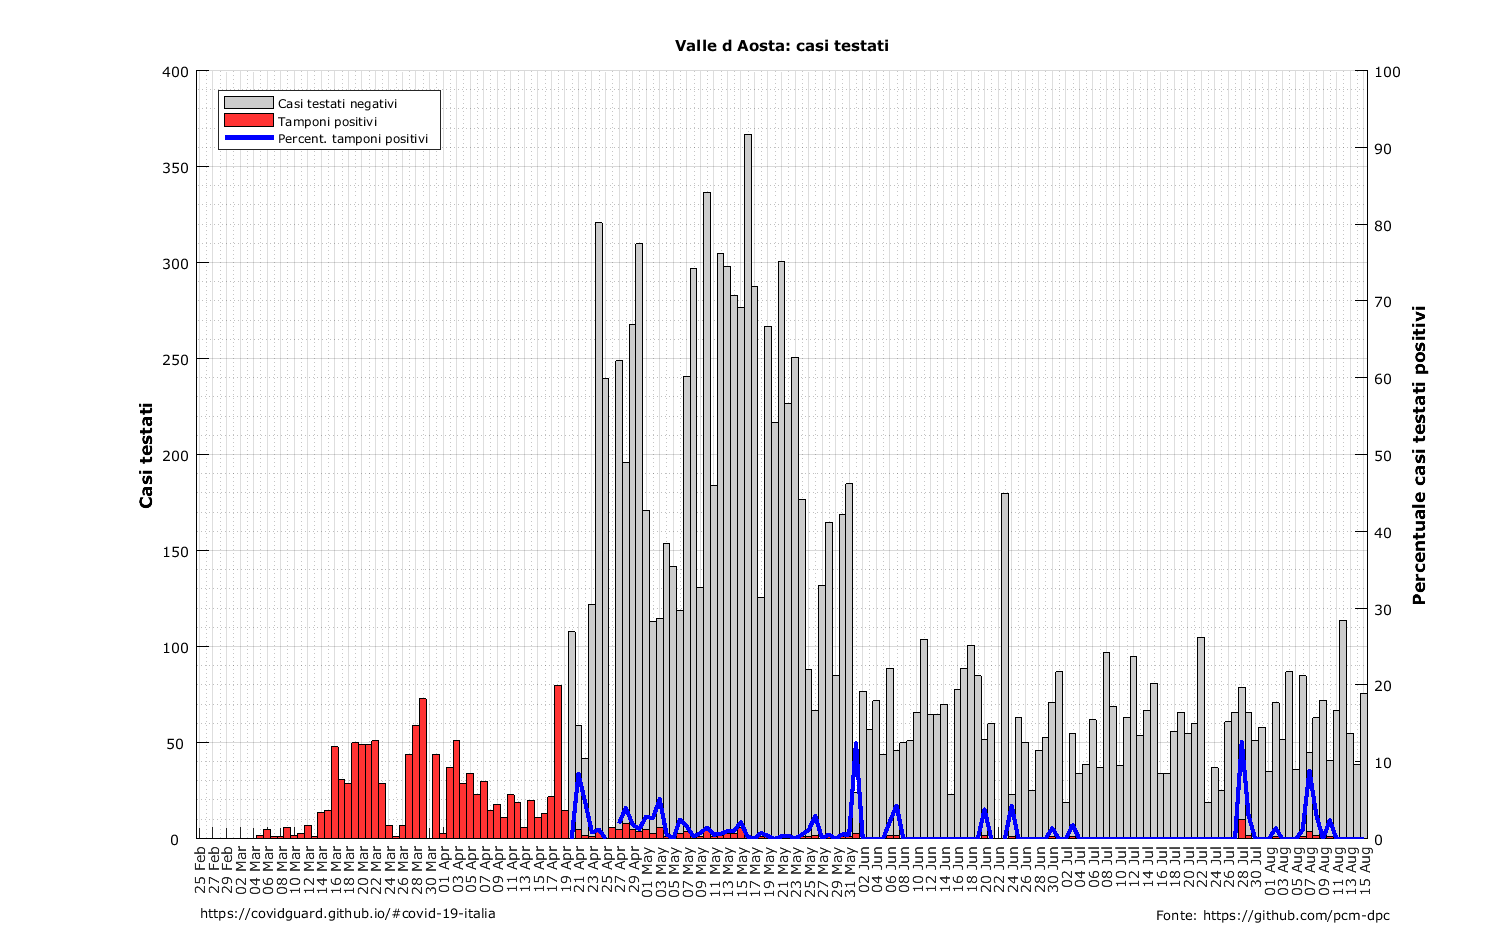 Valle d Aosta: casi testati
400
350
300
250
200
150
100
50
0
Casi testati
Casi testati negativi
Tamponi positivi
Percent. tamponi positivi
100
90
80
70
60
50
40
30
20
10
0
Percentuale casi testati positivi
25 Feb
27 Feb
29 Feb
02 Mar
04 Mar
06 Mar
08 Mar
10 Mar
12 Mar
14 Mar
16 Mar
18 Mar
20 Mar
22 Mar
24 Mar
26 Mar
28 Mar
30 Mar
01 Apr
03 Apr
05 Apr
07 Apr
09 Apr
11 Apr
13 Apr
15 Apr
17 Apr
19 Apr
21 Apr
23 Apr
25 Apr
27 Apr
29 Apr
01 May
03 May
05 May
07 May
09 May
11 May
13 May
15 May
17 May
19 May
21 May
23 May
25 May
27 May
29 May
31 May
02 Jun
04 Jun
06 Jun
08 Jun
10 Jun
12 Jun
14 Jun
16 Jun
18 Jun
20 Jun
22 Jun
24 Jun
26 Jun
28 Jun
30 Jun
02 Jul
04 Jul
06 Jul
08 Jul
10 Jul
12 Jul
14 Jul
16 Jul
18 Jul
20 Jul
22 Jul
24 Jul
26 Jul
28 Jul
30 Jul
01 Aug
03 Aug
05 Aug
07 Aug
09 Aug
11 Aug
13 Aug
15 Aug
https://covidguard.github.io/#covid-19-italia
Fonte: https://github.com/pcm-dpc